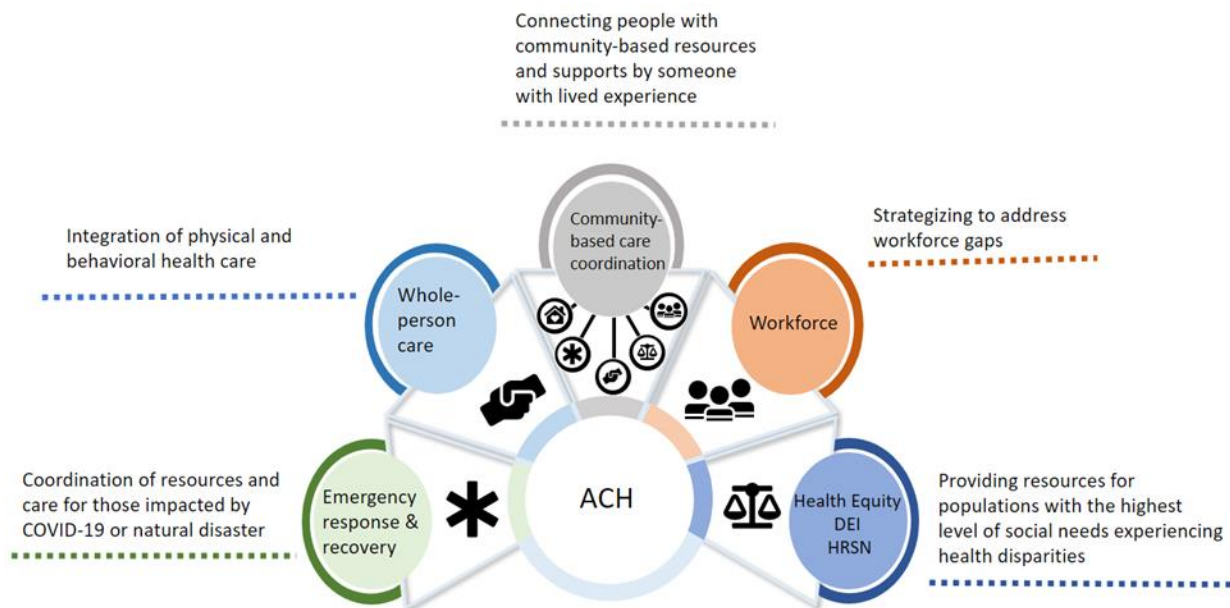 Connecting people with
community-based resources
and supports by someone
with lived experience
Community-
based care
coordination
Strategizing to address
workforce gaps
Integration of physical and
behavioral health care
Whole-
person
care
Workforce
Coordination of resources and
care for those impacted by
COVID-19 or natural disaster
Emergency
response &
recovery
ACH
Health Equity
DEI
HRSN
Providing resources for
populations with the highest
level of social needs experiencing
health disparities